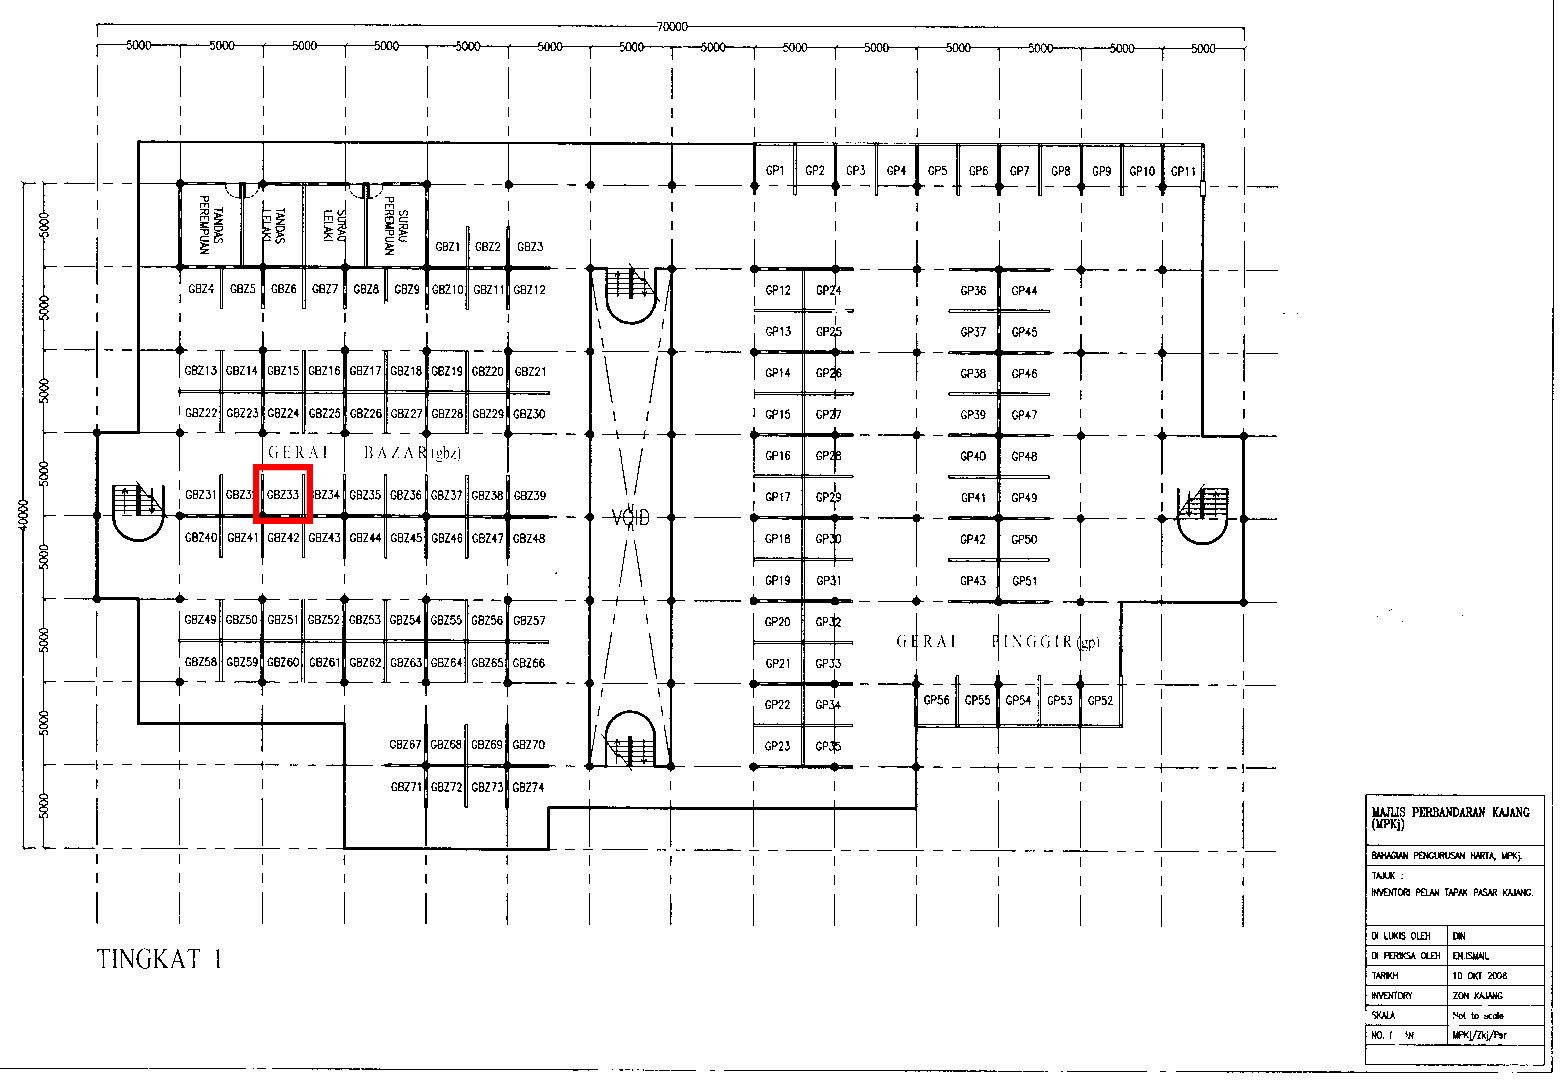 70000
5000 5000 5000 5000 5000 5000 5000 5000 5000 5000 5000 5000 5000 5000
GP1 GP2 GP3 GP4 GP5 GP6 GP7 GP8 GP9 GP10 GP11
TANDAS PEREMPUAN
TANDAS LELAKI
SURAU LELAKI
SURAU PEREMPUAN
5000
GBZ1 GBZ2 GBZ3
GBZ4 GBZ5 GBZ6 GBZ7 GBZ8 GBZ9 GBZ10 GBZ11 GBZ12
GP12 GP24 GP36 GP44
5000
GP13 GP25 GP37 GP45
GBZ13 GBZ14 GBZ15 GBZ16 GBZ17 GBZ18 GBZ19 GBZ20 GBZ21
GP14 GP26 GP38 GP46
5000
GBZ22 GBZ23 GBZ24 GBZ25 GBZ26 GBZ27 GBZ28 GBZ29 GBZ30
GP15 GP27 GP39 GP47
GERAI BAZAR(gbz)
GP16 GP28 GP40 GP48
5000
GBZ31 GBZ33 GBZ34 GBZ35 GBZ36 GBZ37 GBZ38 GBZ39
GP17 GP29 GP41 GP49
40000
VOID
GBZ40 GBZ41 GBZ42 GBZ43 GBZ44 GBZ45 GBZ46 GBZ47 GBZ48
GP18 GP30 GP42 GP50
5000
GP19 GP31 GP43 GP51
GBZ49 GBZ50 GBZ51 GBZ52 GBZ53 GBZ54 GBZ55 GBZ56 GBZ57
GP20 GP32
5000
GERAI PINGGIR(gp)
GBZ58 GBZ59 GBZ60 GBZ61 GBZ62 GBZ63 GBZ64 GBZ65 GBZ66
GP21 GP33
GP56 GP55 GP54 GP53 GP52
GP22 GP34
5000
GBZ67 GBZ68 GBZ69 GBZ70
GP23 GP35
GBZ71 GBZ72 GBZ73 GBZ74
5000
TINGKAT 1
MAJLIS PERBANDARAN KAJANG
(MPKj)
BAHAGIAN PENGURUSAN HARTA, MPKj.
TAJUK :
INVENTORI PELAN TAPAK PASAR KAJANG.
DI LUKIS OLEH DIN
DI PERIKSA OLEH EN.ISMAIL
TARIKH 10 OKT 2008
INVENTORY ZON KAJANG
SKALA Not to scale
NO. MPKj/Zkj/Psr